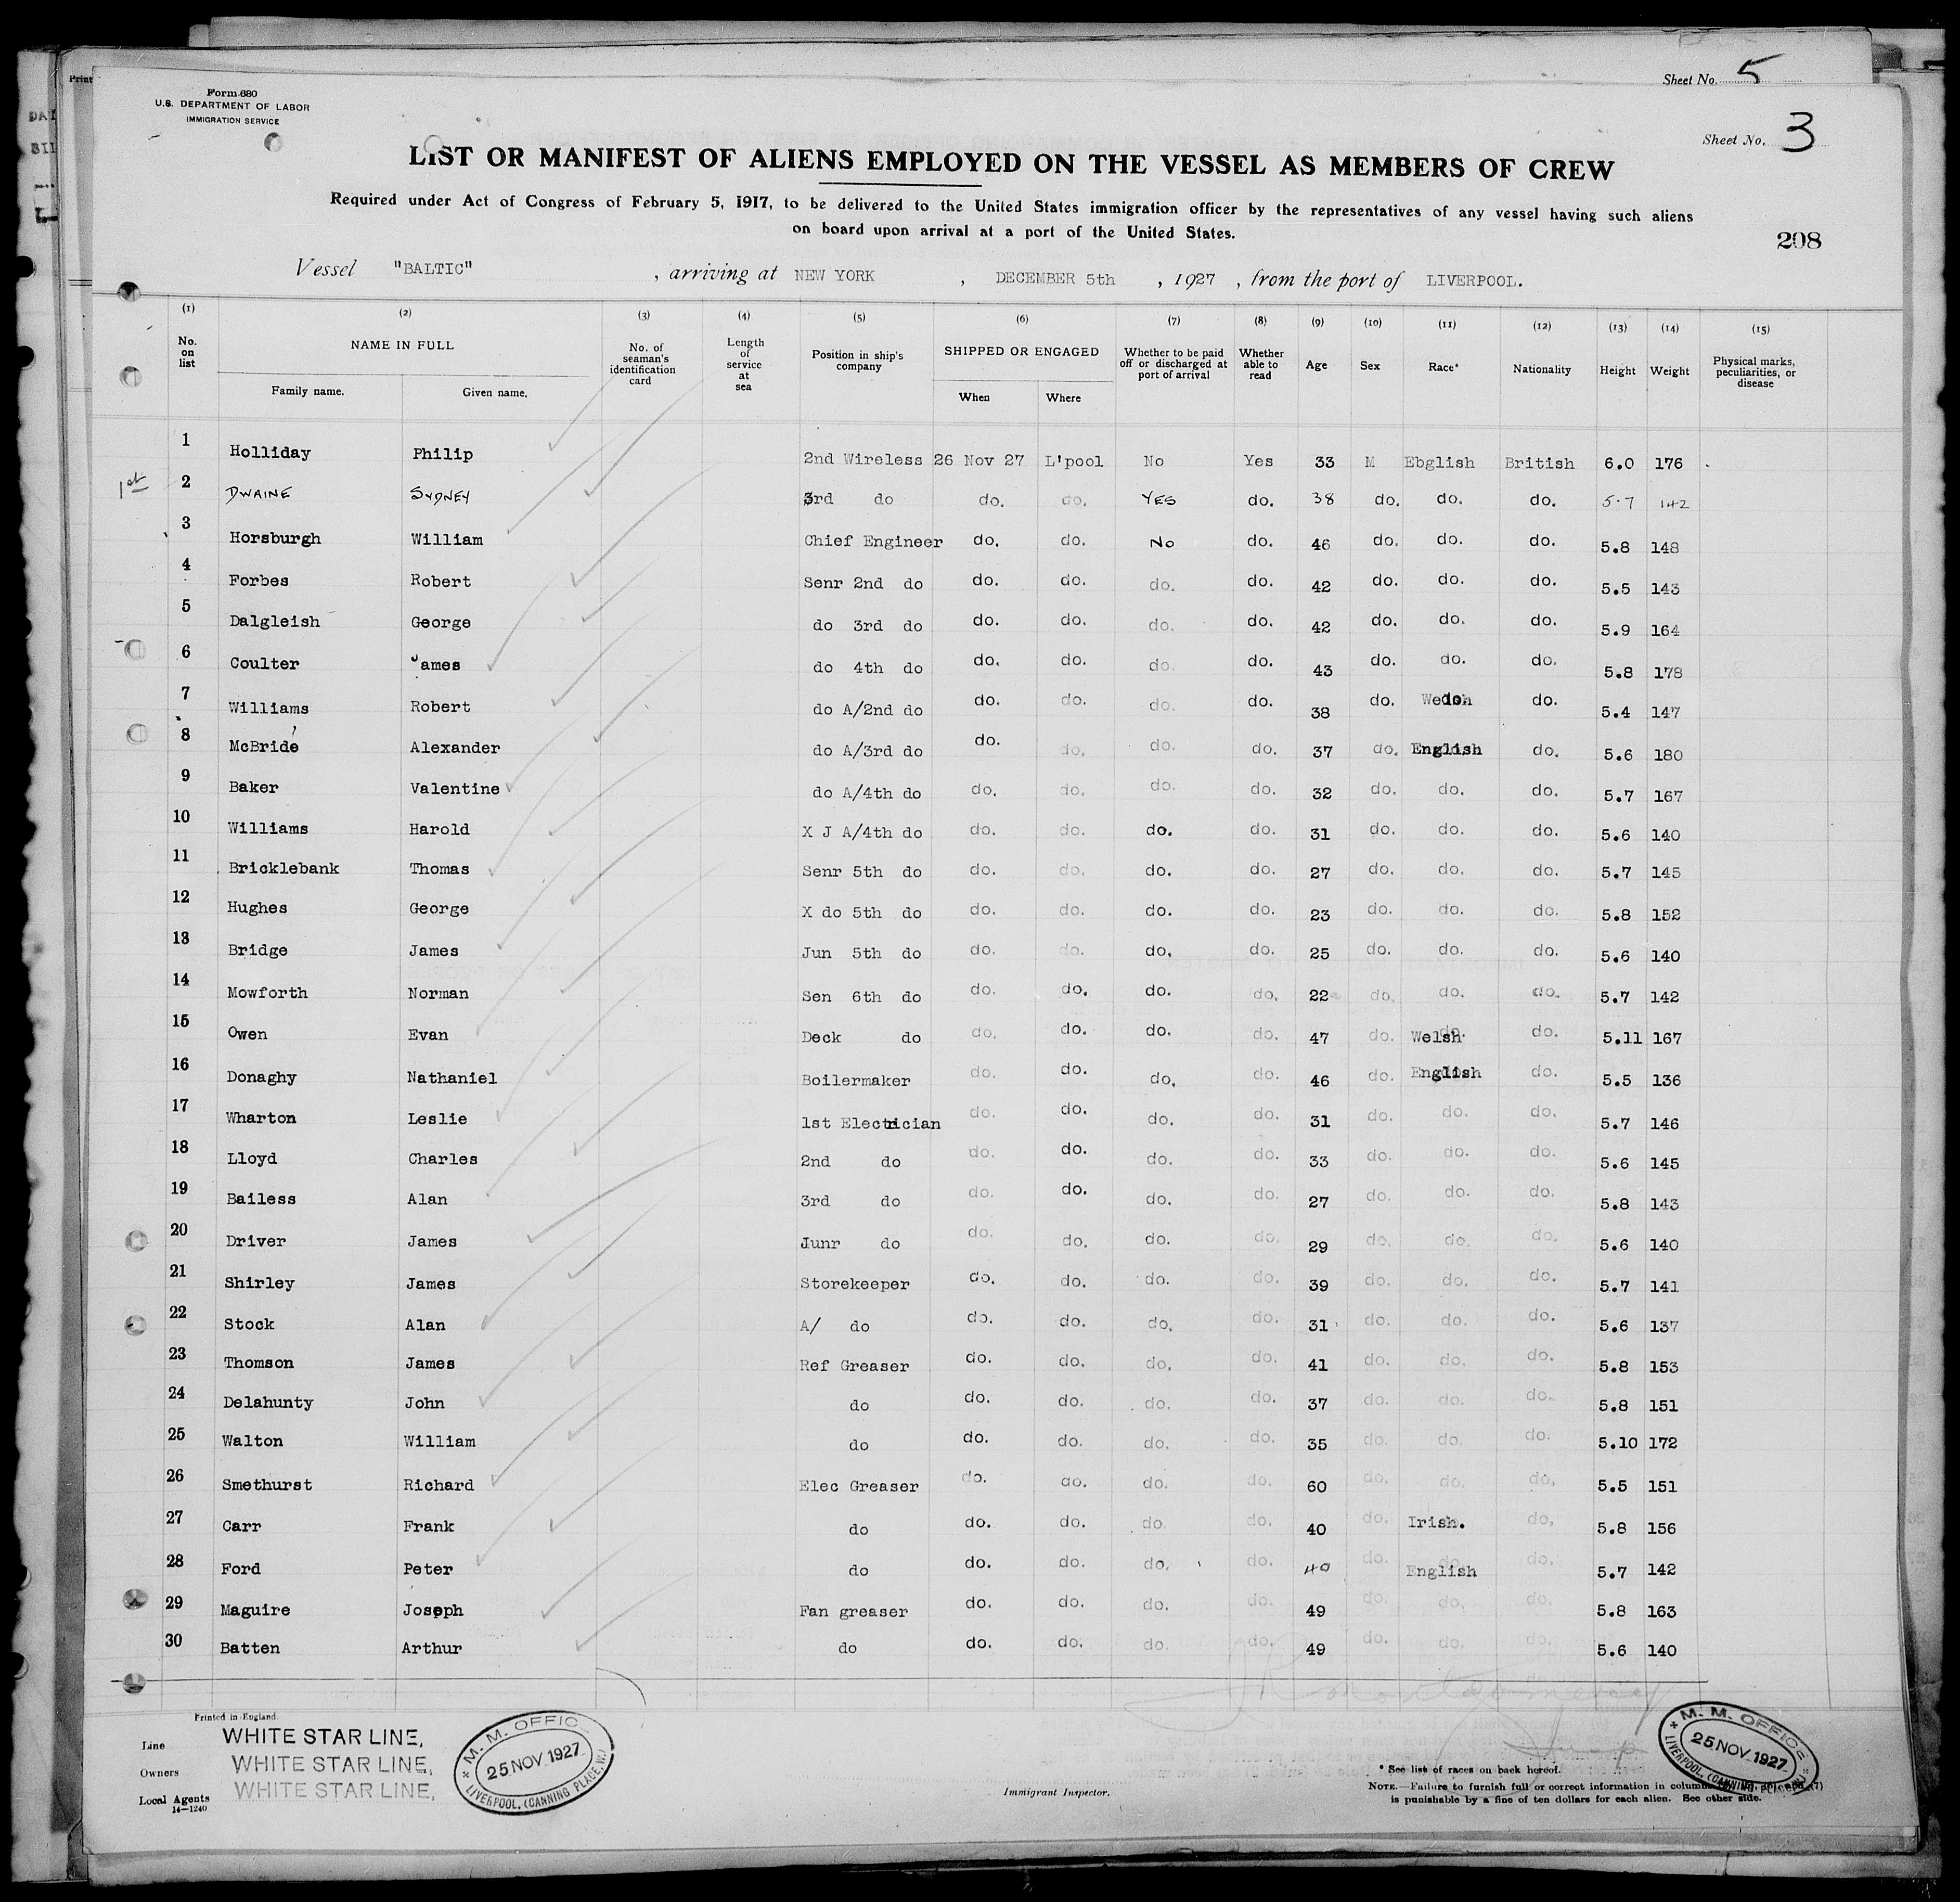 Print
Sheet No. 5
Form 680
U.S. DEPARTMENT OF LABOR
IMMIGRATION SERVICE
Sheet No. 3
LIST OR MANIFEST OF ALIENS EMPLOYED ON THE VESSEL AS MEMBERS OF CREW
Required under Act of Congress of February 5, 1917, to be delivered to the United States immigration officer by the representatives of any vessel having such aliens
on board upon arrival at a port of the United States.
208
Vessel "BALTIC", arriving at NEW YORK, DECEMBER 5th, 1927, from the port of LIVERPOOL.
(1) (2) (3) (4) (5) (6) (7) (8) (9) (10) (11) (12) (13) (14) (15)
No. on list NAME IN FULL Family name. Given name. No. of seaman's identification card Length of service at sea Position in ship's company SHIPPED OR ENGAGED When Where Whether to be paid off or discharged at port of arrival Whether able to read Age Sex Race* Nationality Height Weight Physical marks, peculiarities, or disease
1 Holliday Philip 2nd Wireless 26 Nov 27 L'pool No Yes 33 M Ebglish British 6.0 176
1st 2 DWAINE SYDNEY 3rd do do. do. YES do. 38 do. do. do. 5.7 142
3 Horsburgh William Chief Engineer do. do. No do. 46 do. do. do. 5.8 148
4 Forbes Robert Senr 2nd do do. do. do. do. 42 do. do. do. 5.5 143
5 Dalgleish George do 3rd do do. do. do. do. 42 do. do. do. 5.9 164
6 Coulter James do 4th do do. do. do. do. 43 do. do. do. 5.8 178
7 Williams Robert do A/2nd do do. do. do. do. 38 do. Welsh do. 5.4 147
8 McBride Alexander do A/3rd do do. do. do. do. 37 do. English do. 5.6 180
9 Baker Valentine do A/4th do do. do. do. do. 32 do. do. do. 5.7 167
10 Williams Harold X J A/4th do do. do. do. do. 31 do. do. do. 5.6 140
11 Bricklebank Thomas Senr 5th do do. do. do. do. 27 do. do. do. 5.7 145
12 Hughes George X do 5th do do. do. do. do. 23 do. do. do. 5.8 152
13 Bridge James Jun 5th do do. do. do. do. 25 do. do. do. 5.6 140
14 Mowforth Norman Sen 6th do do. do. do. do. 22 do. do. do. 5.7 142
15 Owen Evan Deck do do. do. do. do. 47 do. Welsh do. 5.11 167
16 Donaghy Nathaniel Boilermaker do. do. do. do. 46 do. English do. 5.5 136
17 Wharton Leslie 1st Electrician do. do. do. do. 31 do. do. do. 5.7 146
18 Lloyd Charles 2nd do do. do. do. do. 33 do. do. do. 5.6 145
19 Bailess Alan 3rd do do. do. do. do. 27 do. do. do. 5.8 143
20 Driver James Junr do do. do. do. do. 29 do. do. do. 5.6 140
21 Shirley James Storekeeper do. do. do. do. 39 do. do. do. 5.7 141
22 Stock Alan A/ do do. do. do. do. 31 do. do. do. 5.6 137
23 Thomson James Ref Greaser do. do. do. do. 41 do. do. do. 5.8 153
24 Delahunty John do do. do. do. do. 37 do. do. do. 5.8 151
25 Walton William do do. do. do. do. 35 do. do. do. 5.10 172
26 Smethurst Richard Elec Greaser do. do. do. do. 60 do. do. do. 5.5 151
27 Carr Frank do do. do. do. do. 40 do. Irish. do. 5.8 156
28 Ford Peter do do. do. do. do. 40 do. English do. 5.7 142
29 Maguire Joseph Fan greaser do. do. do. do. 49 do. do. do. 5.8 163
30 Batten Arthur do do. do. do. do. 49 do. do. do. 5.6 140
Printed in England.
Line WHITE STAR LINE,
Owners WHITE STAR LINE,
Local Agents WHITE STAR LINE,
14-1240
M. M. OFFICE
25 NOV 1927
LIVERPOOL, (CANNING PLACE, W)
Immigrant Inspector.
M. M. OFFICE
25 NOV 1927
LIVERPOOL, (CANNING PLACE, W)
* See list of races on back hereof.
NOTE.—Failure to furnish full or correct information in columns (7)
is punishable by a fine of ten dollars for each alien. See other side.